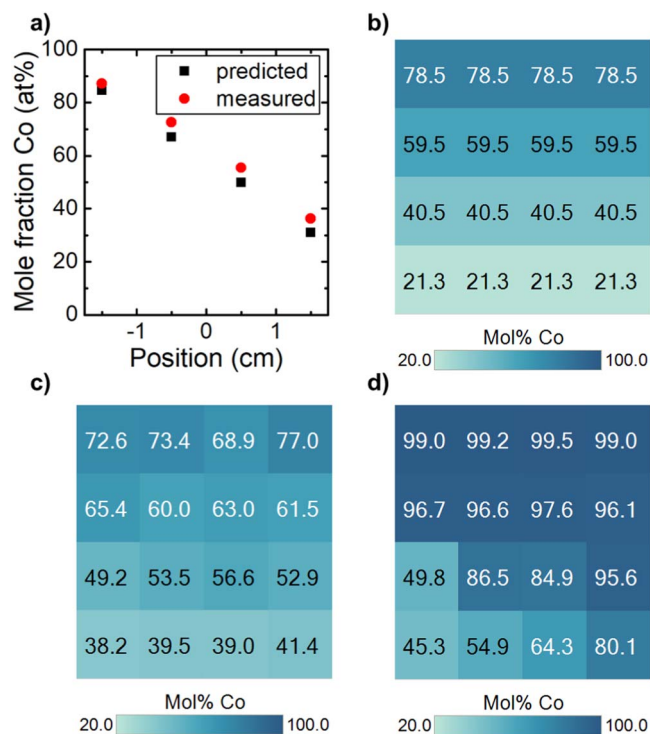 a)
100
80
60
40
20
0
Mole fraction Co (at%)
predicted
measured
-1 0 1
Position (cm)
b)
78.5 78.5 78.5 78.5
59.5 59.5 59.5 59.5
40.5 40.5 40.5 40.5
21.3 21.3 21.3 21.3
Mol% Co
20.0 100.0
c)
72.6 73.4 68.9 77.0
65.4 60.0 63.0 61.5
49.2 53.5 56.6 52.9
38.2 39.5 39.0 41.4
Mol% Co
20.0 100.0
d)
99.0 99.2 99.5 99.0
96.7 96.6 97.6 96.1
49.8 86.5 84.9 95.6
45.3 54.9 64.3 80.1
Mol% Co
20.0 100.0